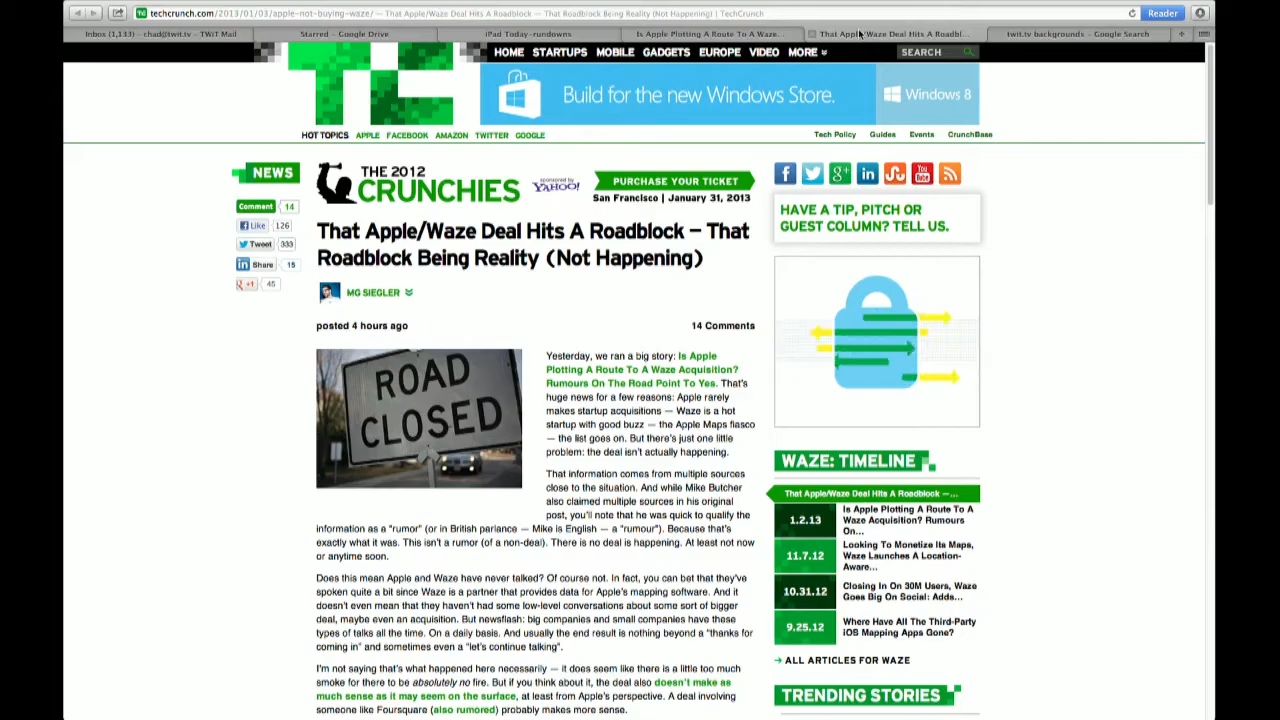 techcrunch.com/2013/01/03/apple-not-buying-waze/ — That Apple/Waze Deal Hits A Roadblock — That Roadblock Being Reality (Not Happening) | TechCrunch
Reader
Inbox (1,133) – chad@twit.tv – TWiT Mail
Starred – Google Drive
iPad Today -rundowns
Is Apple Plotting A Route To A Waze...
That Apple/Waze Deal Hits A Roadbl...
twit.tv backgrounds – Google Search
HOME STARTUPS MOBILE GADGETS EUROPE VIDEO MORE
SEARCH
TC
Build for the new Windows Store.
Windows 8
HOT TOPICS APPLE FACEBOOK AMAZON TWITTER GOOGLE
Tech Policy Guides Events CrunchBase
NEWS
Comment 14
Like 126
Tweet 333
in Share 15
g +1 45
THE 2012
CRUNCHIES
sponsored by
YAHOO!
PURCHASE YOUR TICKET
San Francisco | January 31, 2013
That Apple/Waze Deal Hits A Roadblock — That
Roadblock Being Reality (Not Happening)
MG SIEGLER
posted 4 hours ago
14 Comments
ROAD
CLOSED
Yesterday, we ran a big story: Is Apple
Plotting A Route To A Waze Acquisition?
Rumours On The Road Point To Yes. That's
huge news for a few reasons: Apple rarely
makes startup acquisitions — Waze is a hot
startup with good buzz — the Apple Maps fiasco
— the list goes on. But there's just one little
problem: the deal isn't actually happening.
That information comes from multiple sources
close to the situation. And while Mike Butcher
also claimed multiple sources in his original
post, you'll note that he was quick to qualify the
information as a "rumor" (or in British parlance — Mike is English — a "rumour"). Because that's
exactly what it was. This isn't a rumor (of a non-deal). There is no deal is happening. At least not now
or anytime soon.
Does this mean Apple and Waze have never talked? Of course not. In fact, you can bet that they've
spoken quite a bit since Waze is a partner that provides data for Apple's mapping software. And it
doesn't even mean that they haven't had some low-level conversations about some sort of bigger
deal, maybe even an acquisition. But newsflash: big companies and small companies have these
types of talks all the time. On a daily basis. And usually the end result is nothing beyond a "thanks for
coming in" and sometimes even a "let's continue talking".
I'm not saying that's what happened here necessarily — it does seem like there is a little too much
smoke for there to be absolutely no fire. But if you think about it, the deal also doesn't make as
much sense as it may seem on the surface, at least from Apple's perspective. A deal involving
someone like Foursquare (also rumored) probably makes more sense.
f
g+
in
You
Tube
HAVE A TIP, PITCH OR
GUEST COLUMN? TELL US.
WAZE: TIMELINE
That Apple/Waze Deal Hits A Roadblock —...
1.2.13
Is Apple Plotting A Route To A
Waze Acquisition? Rumours
On...
11.7.12
Looking To Monetize Its Maps,
Waze Launches A Location-
Aware...
10.31.12
Closing In On 30M Users, Waze
Goes Big On Social: Adds...
9.25.12
Where Have All The Third-Party
iOS Mapping Apps Gone?
ALL ARTICLES FOR WAZE
TRENDING STORIES